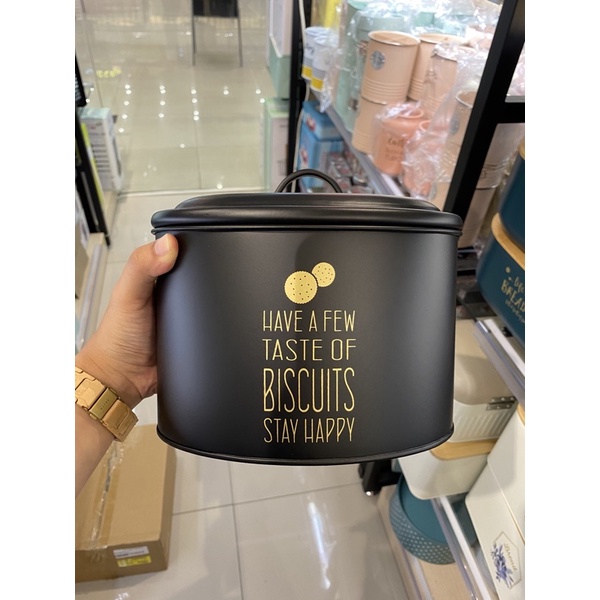 HAVE A FEW
TASTE OF
BISCUITS
STAY HAPPY